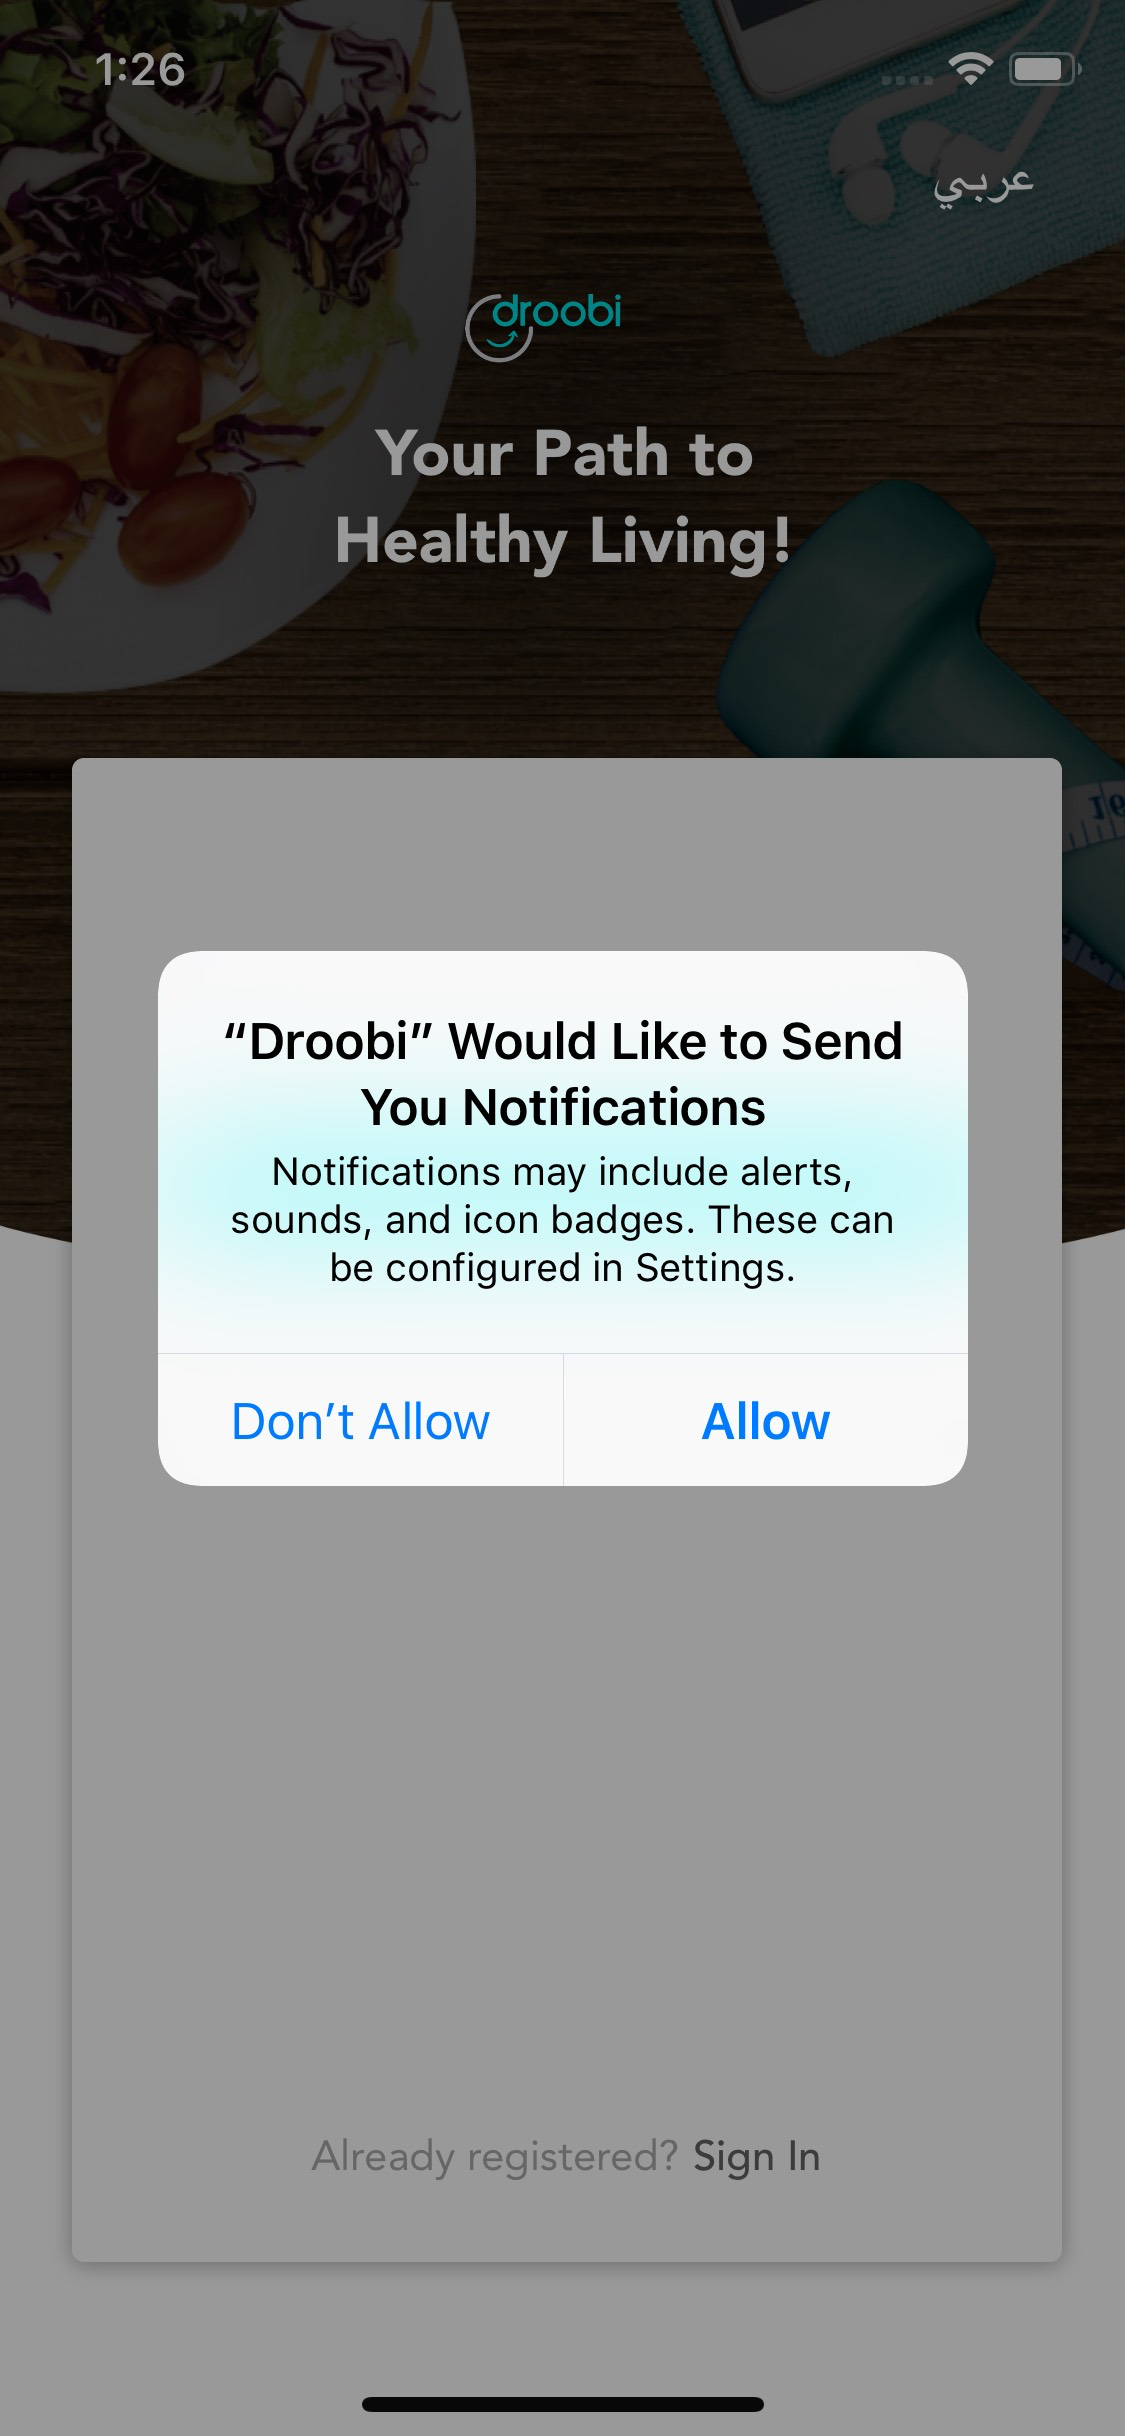 1:26
عربي
droobi
Your Path to
Healthy Living!
16
“Droobi” Would Like to Send
You Notifications
Notifications may include alerts,
sounds, and icon badges. These can
be configured in Settings.
Don’t Allow
Allow
Already registered? Sign In